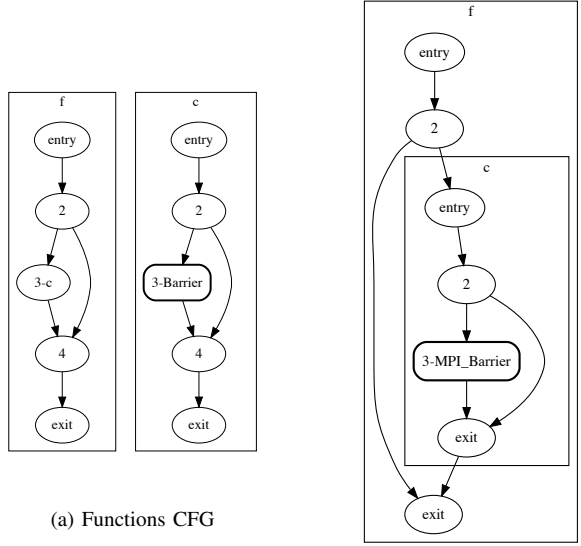 f
entry
2
3-c
4
exit
c
entry
2
3-Barrier
4
exit
(a) Functions CFG
f
entry
2
c
entry
2
3-MPI_Barrier
exit
exit